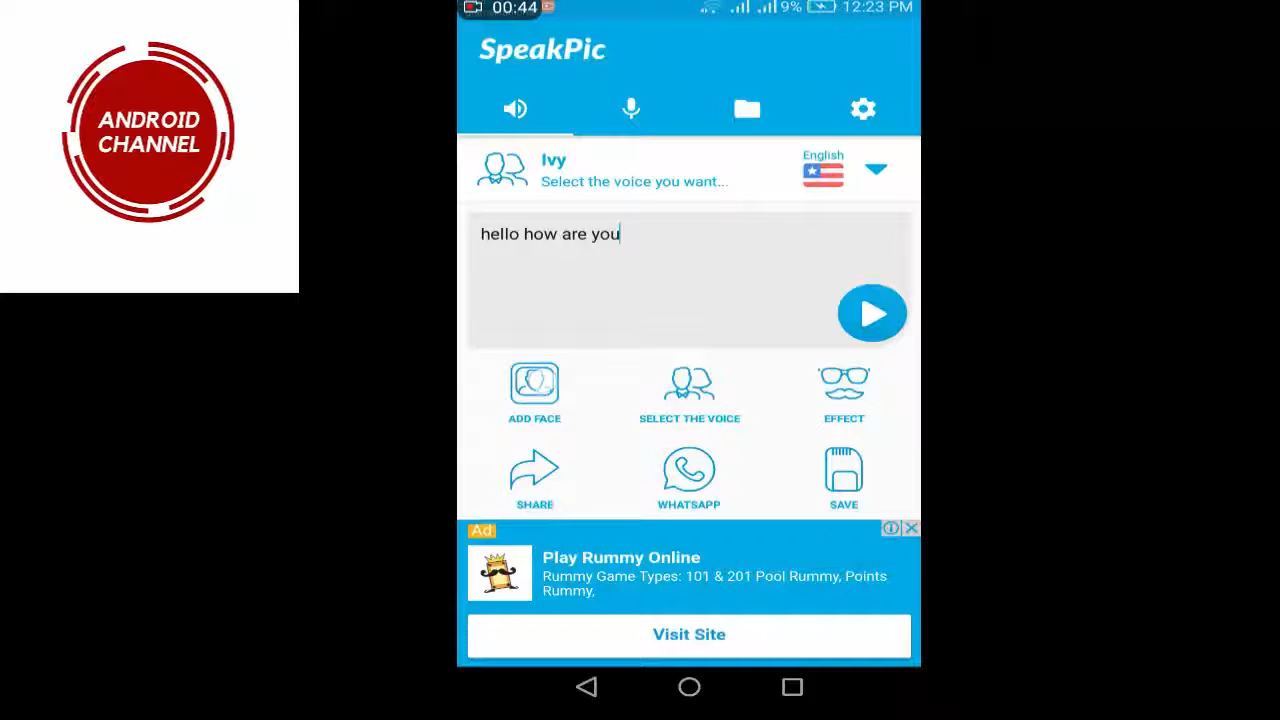 ANDROID
CHANNEL
00:44
9% 12:23 PM
SpeakPic
Ivy
Select the voice you want...
English
hello how are you
ADD FACE
SELECT THE VOICE
EFFECT
SHARE
WHATSAPP
SAVE
Ad
Play Rummy Online
Rummy Game Types: 101 & 201 Pool Rummy, Points
Rummy,
Visit Site